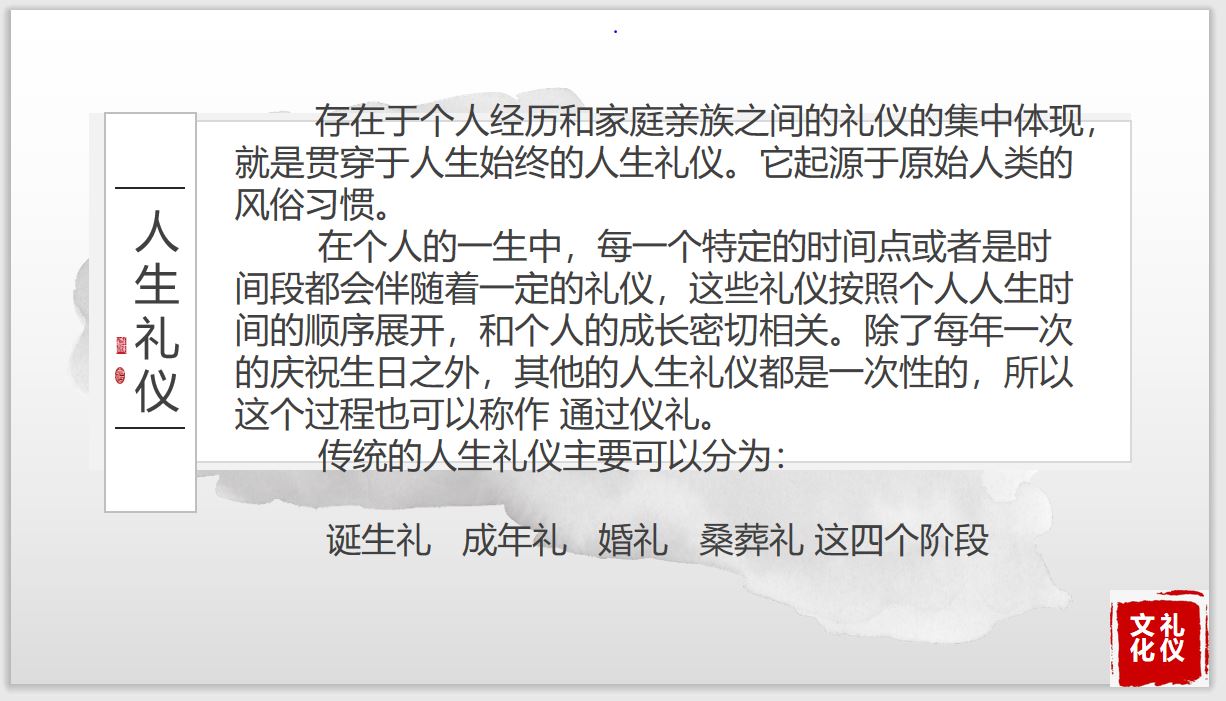 存在于个人经历和家庭亲族之间的礼仪的集中体现，
就是贯穿于人生始终的人生礼仪。它起源于原始人类的
风俗习惯。
在个人的一生中，每一个特定的时间点或者是时
间段都会伴随着一定的礼仪，这些礼仪按照个人人生时
间的顺序展开，和个人的成长密切相关。除了每年一次
的庆祝生日之外，其他的人生礼仪都是一次性的，所以
这个过程也可以称作 通过仪礼。
传统的人生礼仪主要可以分为：
诞生礼 成年礼 婚礼 桑葬礼 这四个阶段
人生礼仪
礼仪
文化